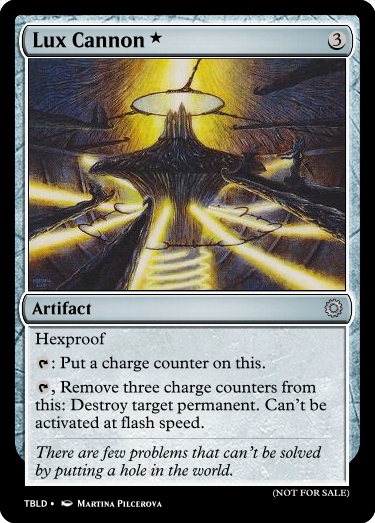 Lux Cannon ★ 3
Artifact
Hexproof
: Put a charge counter on this.
, Remove three charge counters from
this: Destroy target permanent. Can't be
activated at flash speed.
There are few problems that can't be solved
by putting a hole in the world.
(NOT FOR SALE)
TBLD • Martina Pilcerova